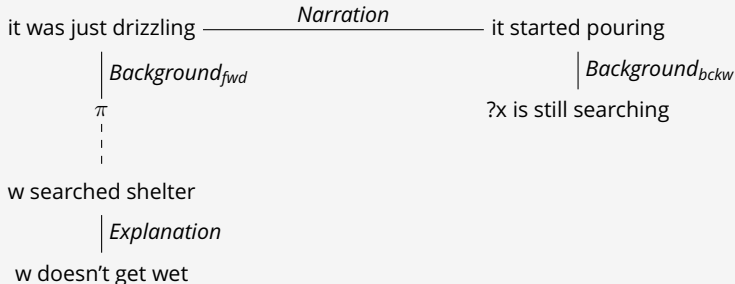 it was just drizzling Narration it started pouring
Background_fwd Background_bckw
π ?x is still searching
w searched shelter
Explanation
w doesn't get wet